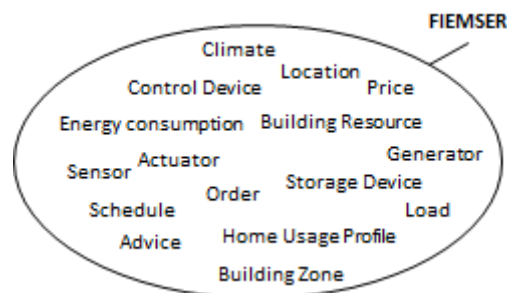 FIEMSER
Climate
Location
Control Device
Price
Energy consumption
Building Resource
Generator
Actuator
Sensor
Storage Device
Order
Schedule
Load
Advice
Home Usage Profile
Building Zone